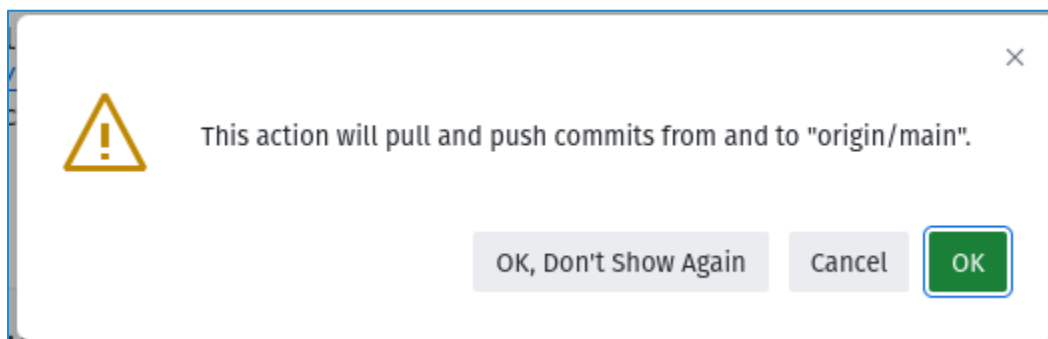 This action will pull and push commits from and to "origin/main".
OK, Don't Show Again
Cancel
OK